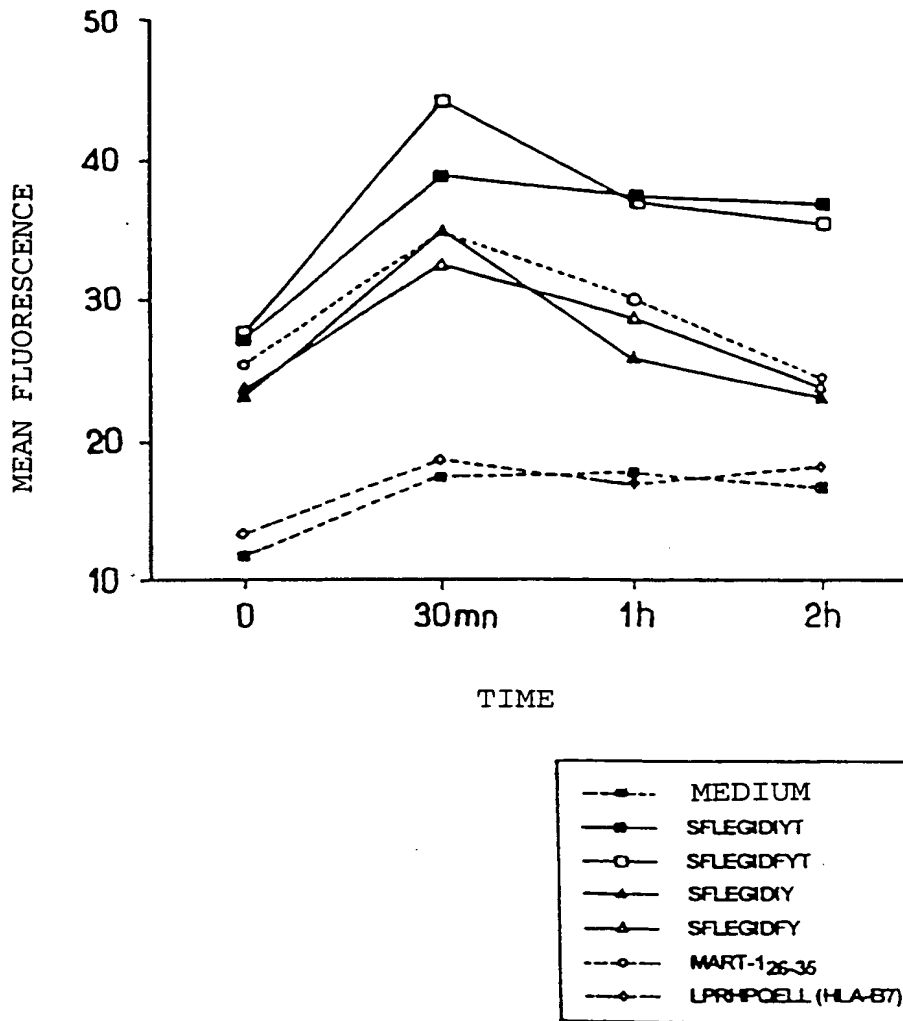 50
40
30
20
10
MEAN FLUORESCENCE
0 30mn 1h 2h
TIME
MEDIUM
SFLEGIDIYT
SFLEGIDFYT
SFLEGIDIY
SFLEGIDFY
MART-1 26-35
LPRHPQELL (HLA-B7)